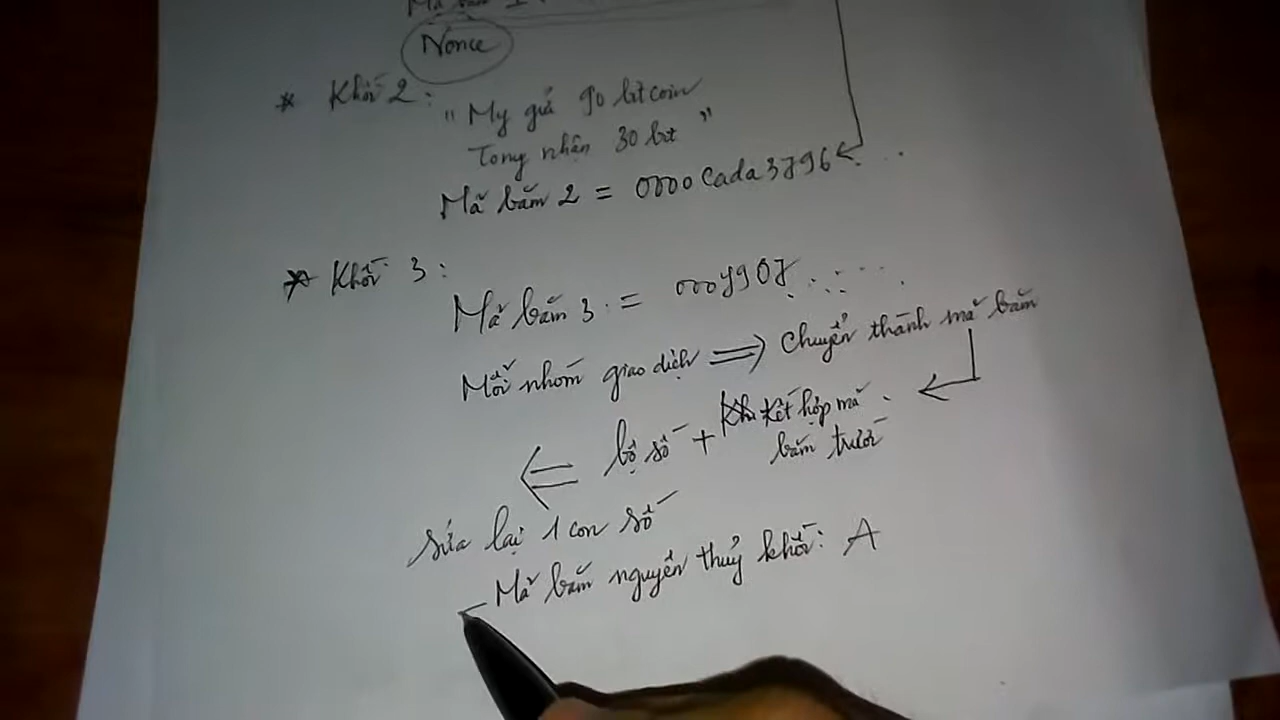 Nonce
* Khối 2: "My gửi 90 bitcoin
Tong nhận 30 bit"
Mã băm 2 = 0000Cada3796
* Khối 3:
Mã băm 3 =
Mỗi nhóm giao dịch ⇒ Chuyển thành mã băm
⇐ bộ số + Kết hợp mã
băm trước
sửa lại 1 con số
Mã băm nguyên thuỷ khối: A